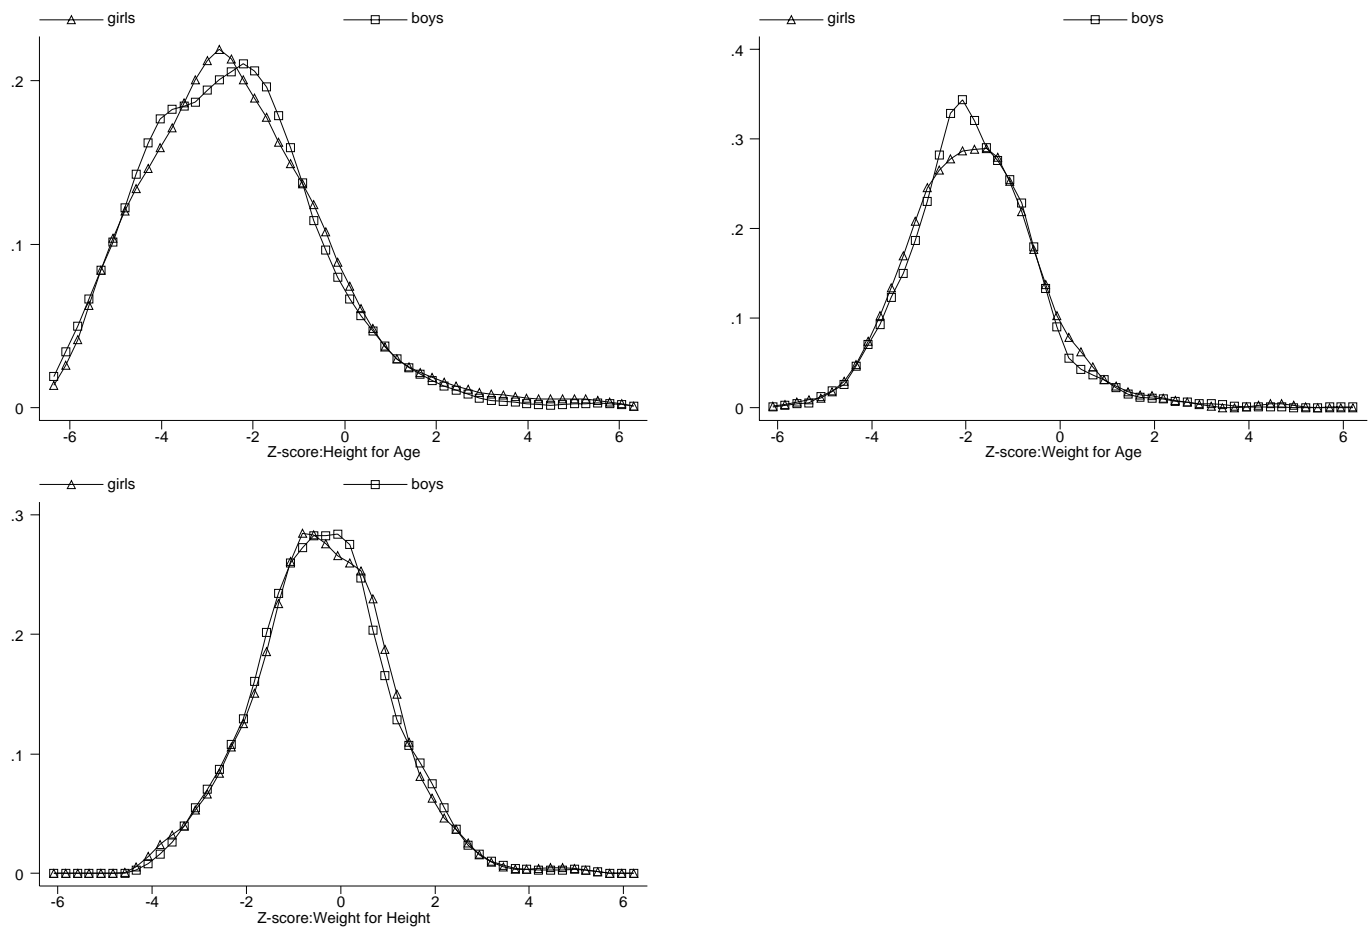 girls boys
.2
.1
0
-6 -4 -2 0 2 4 6
Z-score:Height for Age
girls boys
.4
.3
.2
.1
0
-6 -4 -2 0 2 4 6
Z-score:Weight for Age
girls boys
.3
.2
.1
0
-6 -4 -2 0 2 4 6
Z-score:Weight for Height